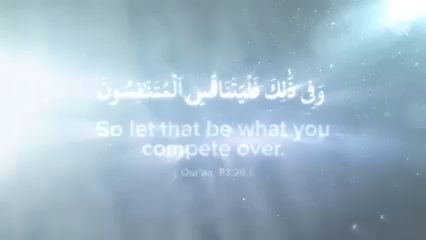 وَفِي ذَٰلِكَ فَلْيَتَنَافَسِ الْمُتَنَافِسُونَ
So let that be what you
compete over.
( Qur'an 83:26 )